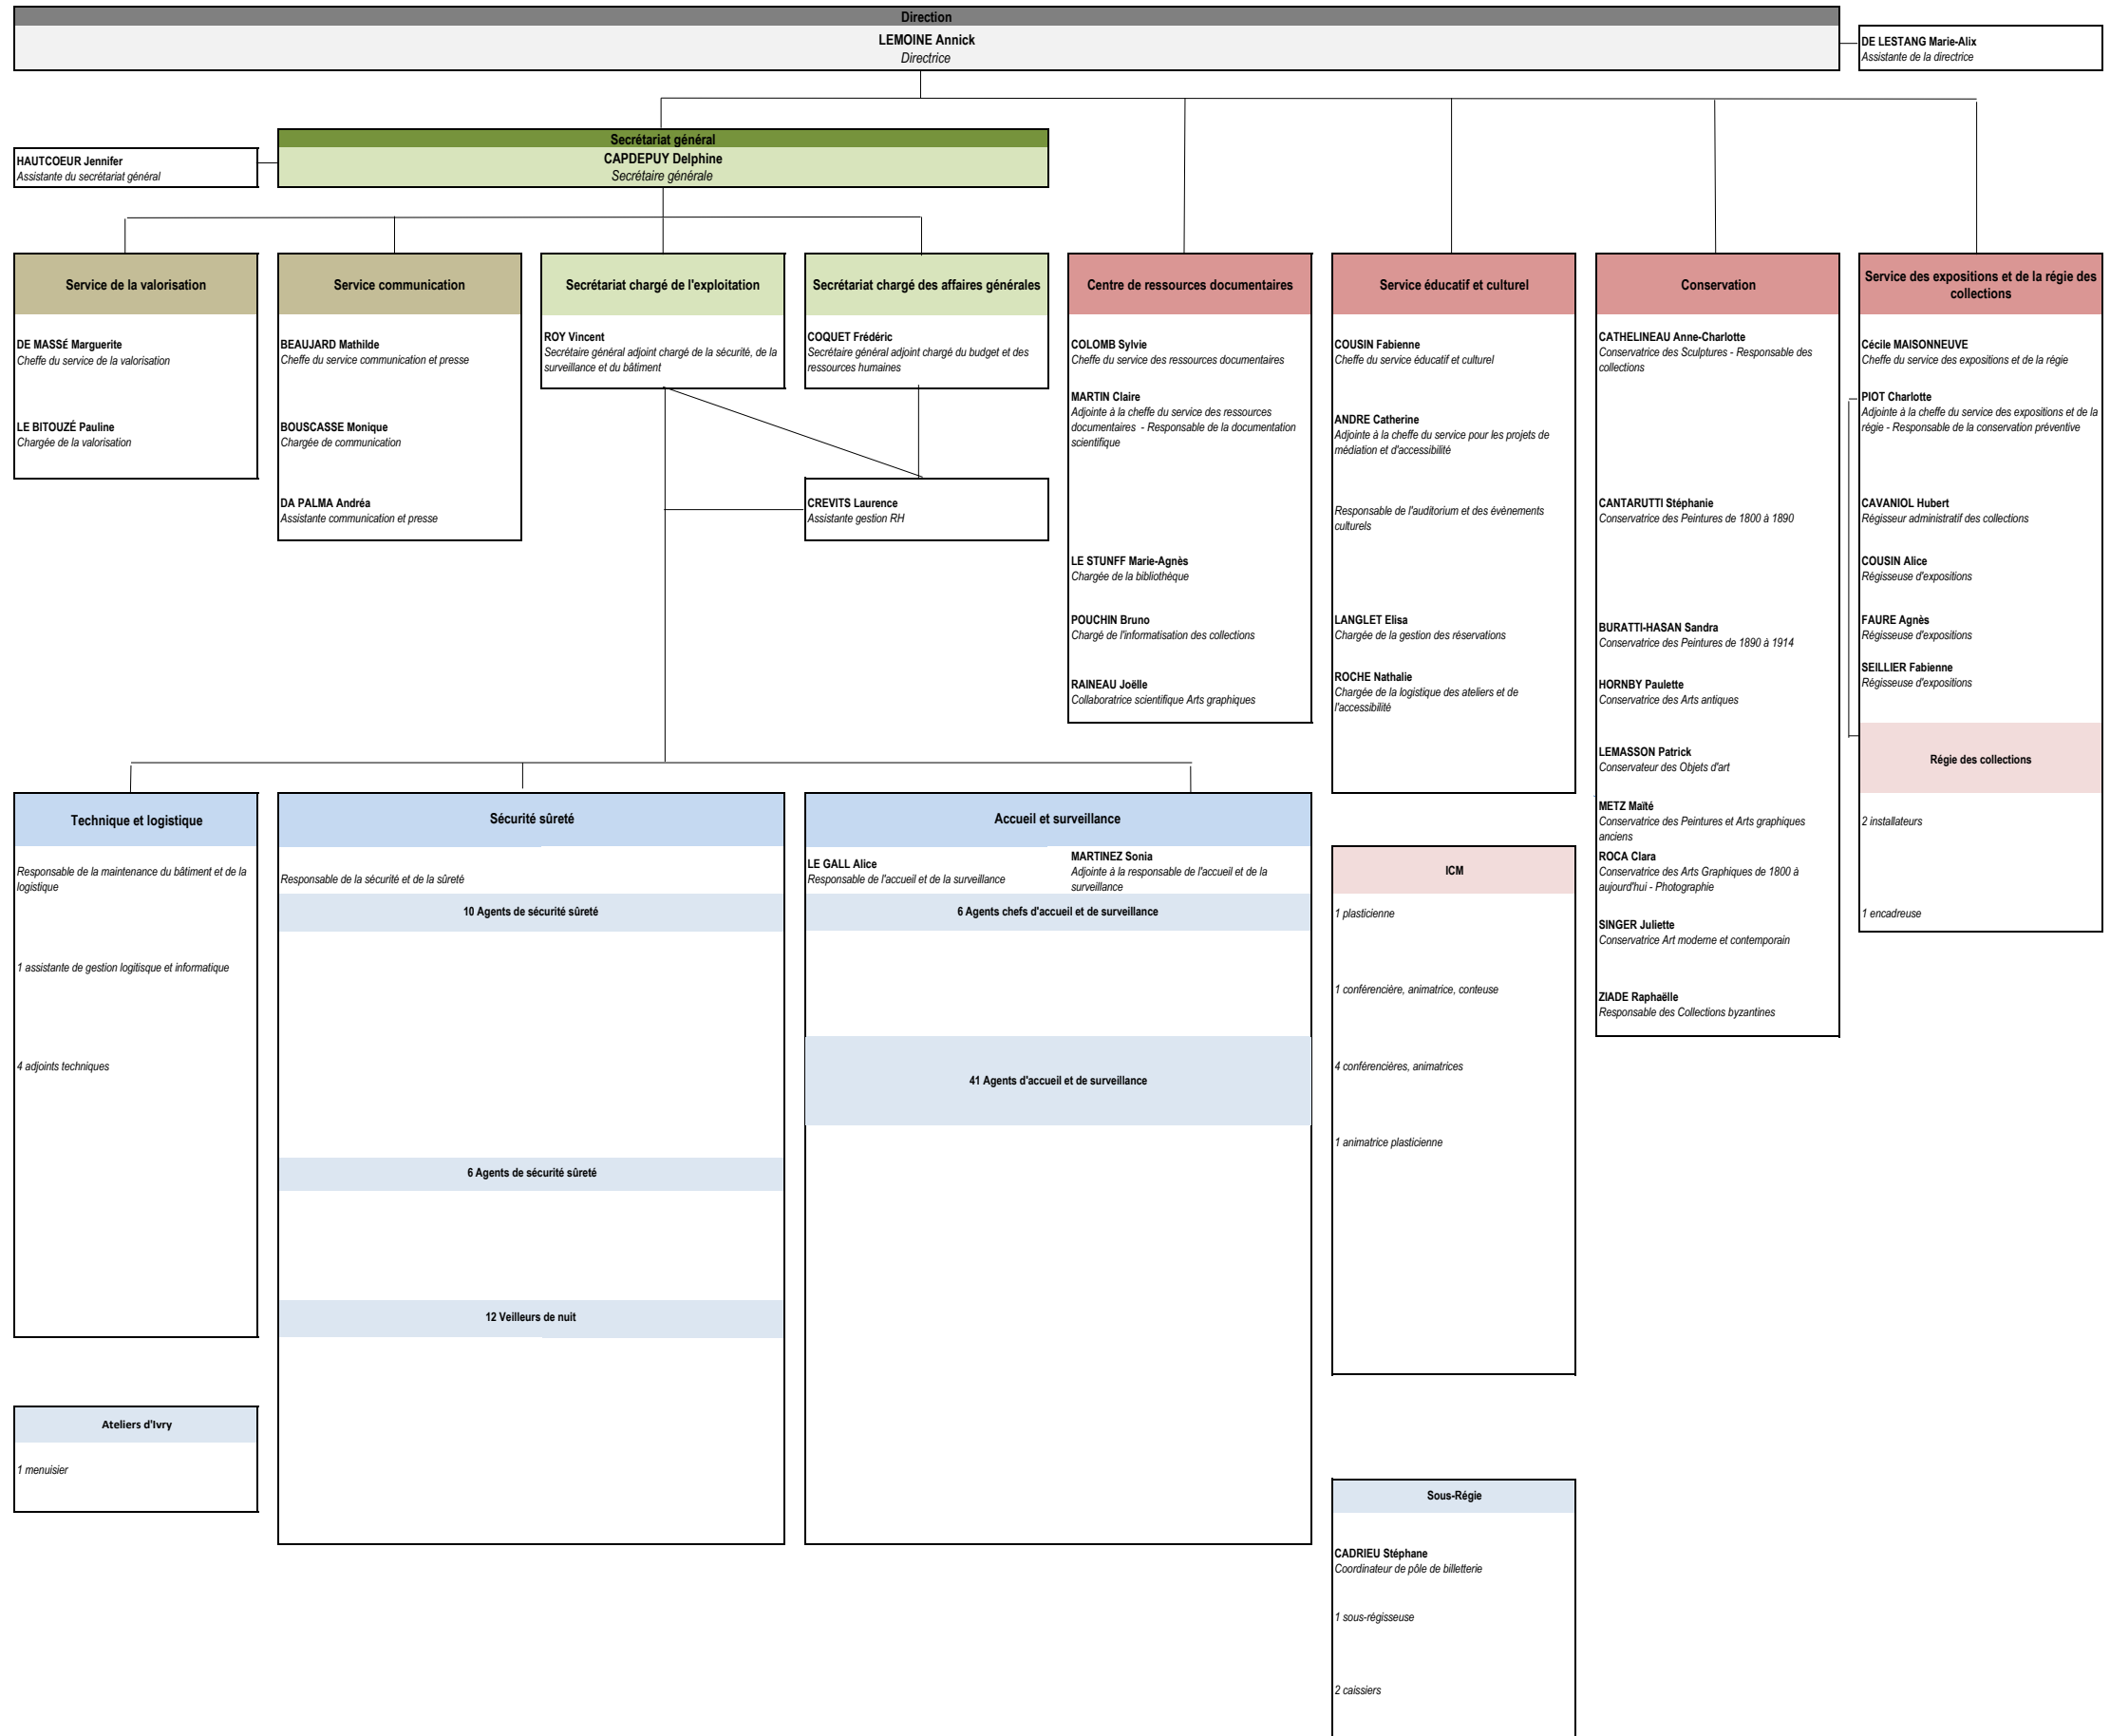 Direction
LEMOINE Annick
Directrice
DE LESTANG Marie-Alix
Assistante de la directrice
Secrétariat général
CAPDEPUY Delphine
Secrétaire générale
HAUTCOEUR Jennifer
Assistante du secrétariat général
Service de la valorisation
DE MASSé Marguerite
Cheffe du service de la valorisation
LE BITOUZÉ Pauline
Chargée de la valorisation
Service communication
BEAUJARD Mathilde
Cheffe du service communication et presse
BOUSCASSE Monique
Chargée de communication
DA PALMA Andréa
Assistante communication et presse
Secrétariat chargé de l'exploitation
ROY Vincent
Secrétaire général adjoint chargé de la sécurité, de la
surveillance et du bâtiment
Secrétariat chargé des affaires générales
COQUET Frédéric
Secrétaire général adjoint chargé du budget et des
ressources humaines
CREVITS Laurence
Assistante gestion RH
Centre de ressources documentaires
COLOMB Sylvie
Cheffe du service des ressources documentaires
MARTIN Claire
Adjointe à la cheffe du service des ressources
documentaires - Responsable de la documentation
scientifique
LE STUNFF Marie-Agnès
Chargée de la bibliothèque
POUCHIN Bruno
Chargé de l'informatisation des collections
RAINEAU Joëlle
Collaboratrice scientifique Arts graphiques
Service éducatif et culturel
COUSIN Fabienne
Cheffe du service éducatif et culturel
ANDRE Catherine
Adjointe à la cheffe du service pour les projets de
médiation et d'accessibilité
Responsable de l'auditorium et des évènements
culturels
LANGLET Elisa
Chargée de la gestion des réservations
ROCHE Nathalie
Chargée de la logistique des ateliers et de
l'accessibilité
Conservation
CATHELINEAU Anne-Charlotte
Conservatrice des Sculptures - Responsable des
collections
CANTARUTTI Stéphanie
Conservatrice des Peintures de 1800 à 1890
BURATTI-HASAN Sandra
Conservatrice des Peintures de 1890 à 1914
HORNBY Paulette
Conservatrice des Arts antiques
LEMASSON Patrick
Conservateur des Objets d'art
METZ Maïté
Conservatrice des Peintures et Arts graphiques
anciens
ROCA Clara
Conservatrice des Arts Graphiques de 1800 à
aujourd'hui - Photographie
SINGER Juliette
Conservatrice Art moderne et contemporain
ZIADE Raphaëlle
Responsable des Collections byzantines
Service des expositions et de la régie des
collections
Cécile MAISONNEUVE
Cheffe du service des expositions et de la régie
PIOT Charlotte
Adjointe à la cheffe du service des expositions et de la
régie - Responsable de la conservation préventive
CAVANIOL Hubert
Régisseur administratif des collections
COUSIN Alice
Régisseuse d'expositions
FAURE Agnès
Régisseuse d'expositions
SEILLIER Fabienne
Régisseuse d'expositions
Régie des collections
2 installateurs
1 encadreuse
Technique et logistique
Responsable de la maintenance du bâtiment et de la
logistique
1 assistante de gestion logitisque et informatique
4 adjoints techniques
Ateliers d'Ivry
1 menuisier
Sécurité sûreté
Responsable de la sécurité et de la sûreté
10 Agents de sécurité sûreté
6 Agents de sécurité sûreté
12 Veilleurs de nuit
Accueil et surveillance
LE GALL Alice
Responsable de l'accueil et de la surveillance
MARTINEZ Sonia
Adjointe à la responsable de l'accueil et de la
surveillance
6 Agents chefs d'accueil et de surveillance
41 Agents d'accueil et de surveillance
ICM
1 plasticienne
1 conférencière, animatrice, conteuse
4 conférencières, animatrices
1 animatrice plasticienne
Sous-Régie
CADRIEU Stéphane
Coordinateur de pôle de billetterie
1 sous-régisseuse
2 caissiers